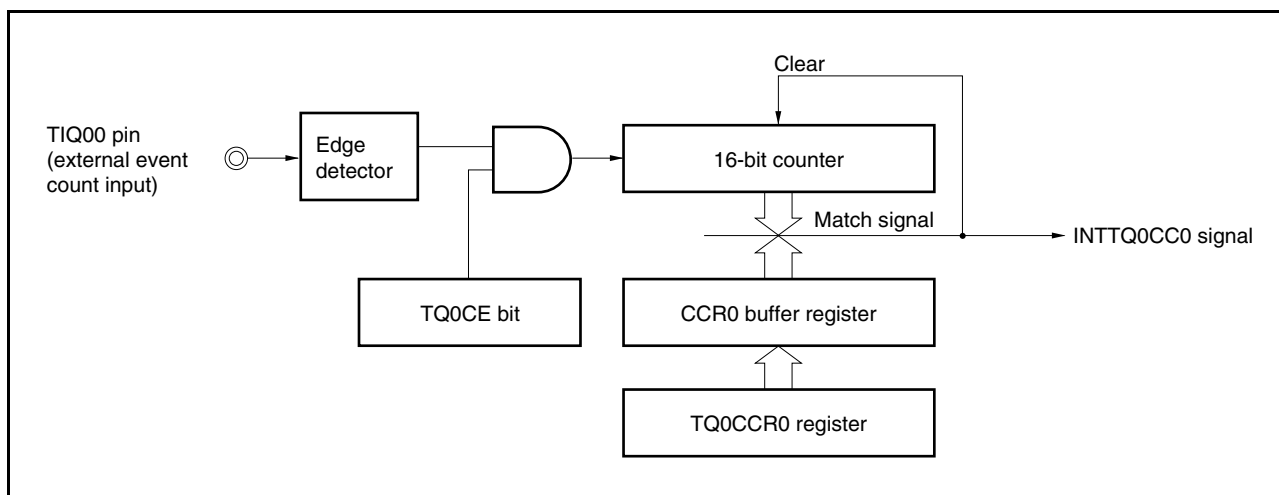 Clear
TIQ00 pin
(external event
count input)
Edge
detector
16-bit counter
Match signal
INTTQ0CC0 signal
TQ0CE bit
CCR0 buffer register
TQ0CCR0 register